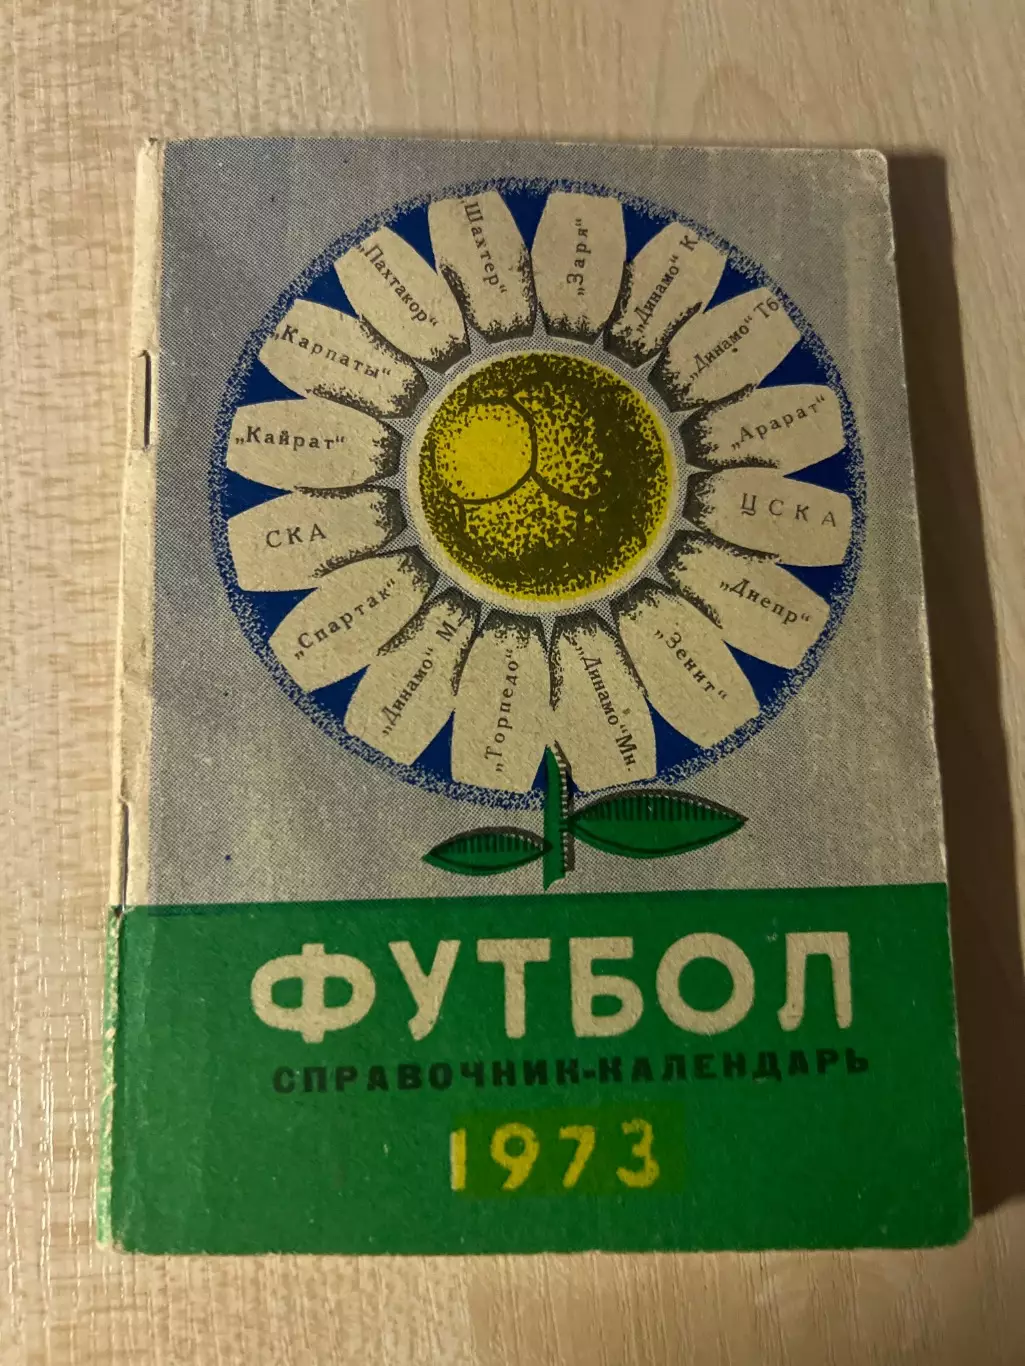 „Заря“
„Динамо“ К.
„Динамо“ Тб.
„Арарат“
ЦСКА
„Днепр“
„Зенит“
„Динамо“ Мн.
„Торпедо“
„Динамо“ М.
„Спартак“
СКА
„Кайрат“
„Карпаты“
„Пахтакор“
„Шахтер“
ФУТБОЛ
СПРАВОЧНИК-КАЛЕНДАРЬ
1973